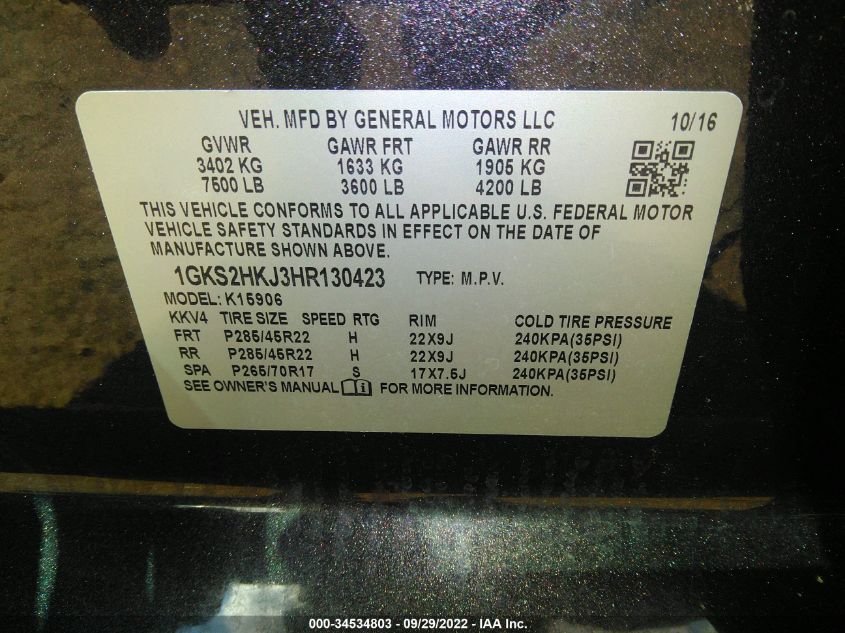 VEH. MFD BY GENERAL MOTORS LLC 10/16
GVWR GAWR FRT GAWR RR
3402 KG 1633 KG 1905 KG
7500 LB 3600 LB 4200 LB
THIS VEHICLE CONFORMS TO ALL APPLICABLE U.S. FEDERAL MOTOR
VEHICLE SAFETY STANDARDS IN EFFECT ON THE DATE OF
MANUFACTURE SHOWN ABOVE.
1GKS2HKJ3HR130423 TYPE: M.P.V.
MODEL: K15906
KKV4 TIRE SIZE SPEED RTG RIM COLD TIRE PRESSURE
FRT P285/45R22 H 22X9J 240KPA(35PSI)
RR P285/45R22 H 22X9J 240KPA(35PSI)
SPA P265/70R17 S 17X7.5J 240KPA(35PSI)
SEE OWNER'S MANUAL FOR MORE INFORMATION.
000-34534803 - 09/29/2022 - IAA Inc.